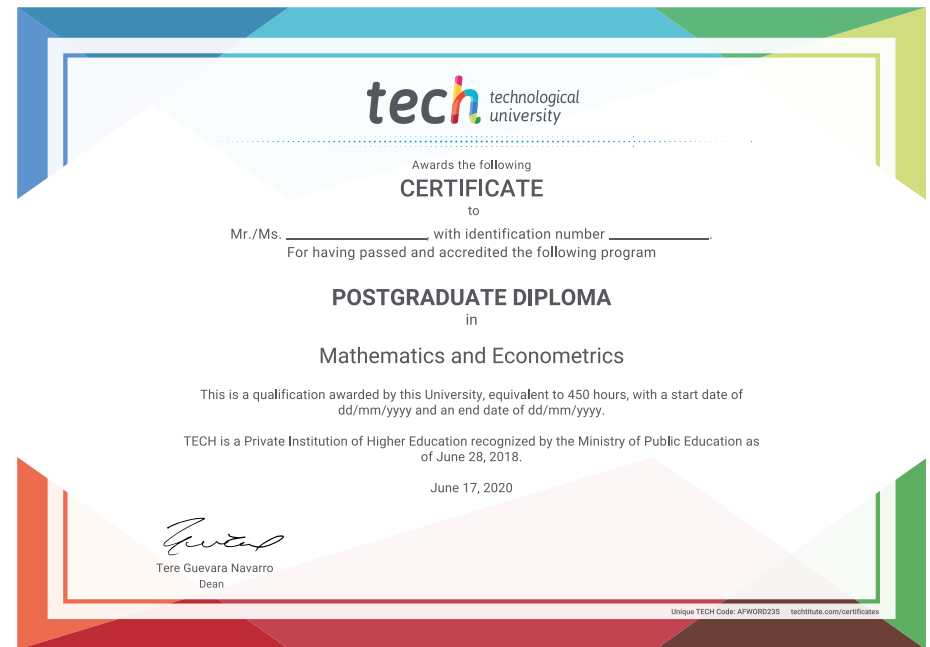 tech technological
university
Awards the following
CERTIFICATE
to
Mr./Ms. ____________________, with identification number ______________.
For having passed and accredited the following program
POSTGRADUATE DIPLOMA
in
Mathematics and Econometrics
This is a qualification awarded by this University, equivalent to 450 hours, with a start date of
dd/mm/yyyy and an end date of dd/mm/yyyy.
TECH is a Private Institution of Higher Education recognized by the Ministry of Public Education as
of June 28, 2018.
June 17, 2020
Tere Guevara Navarro
Dean
Unique TECH Code: AFWORD23S techtitute.com/certificates